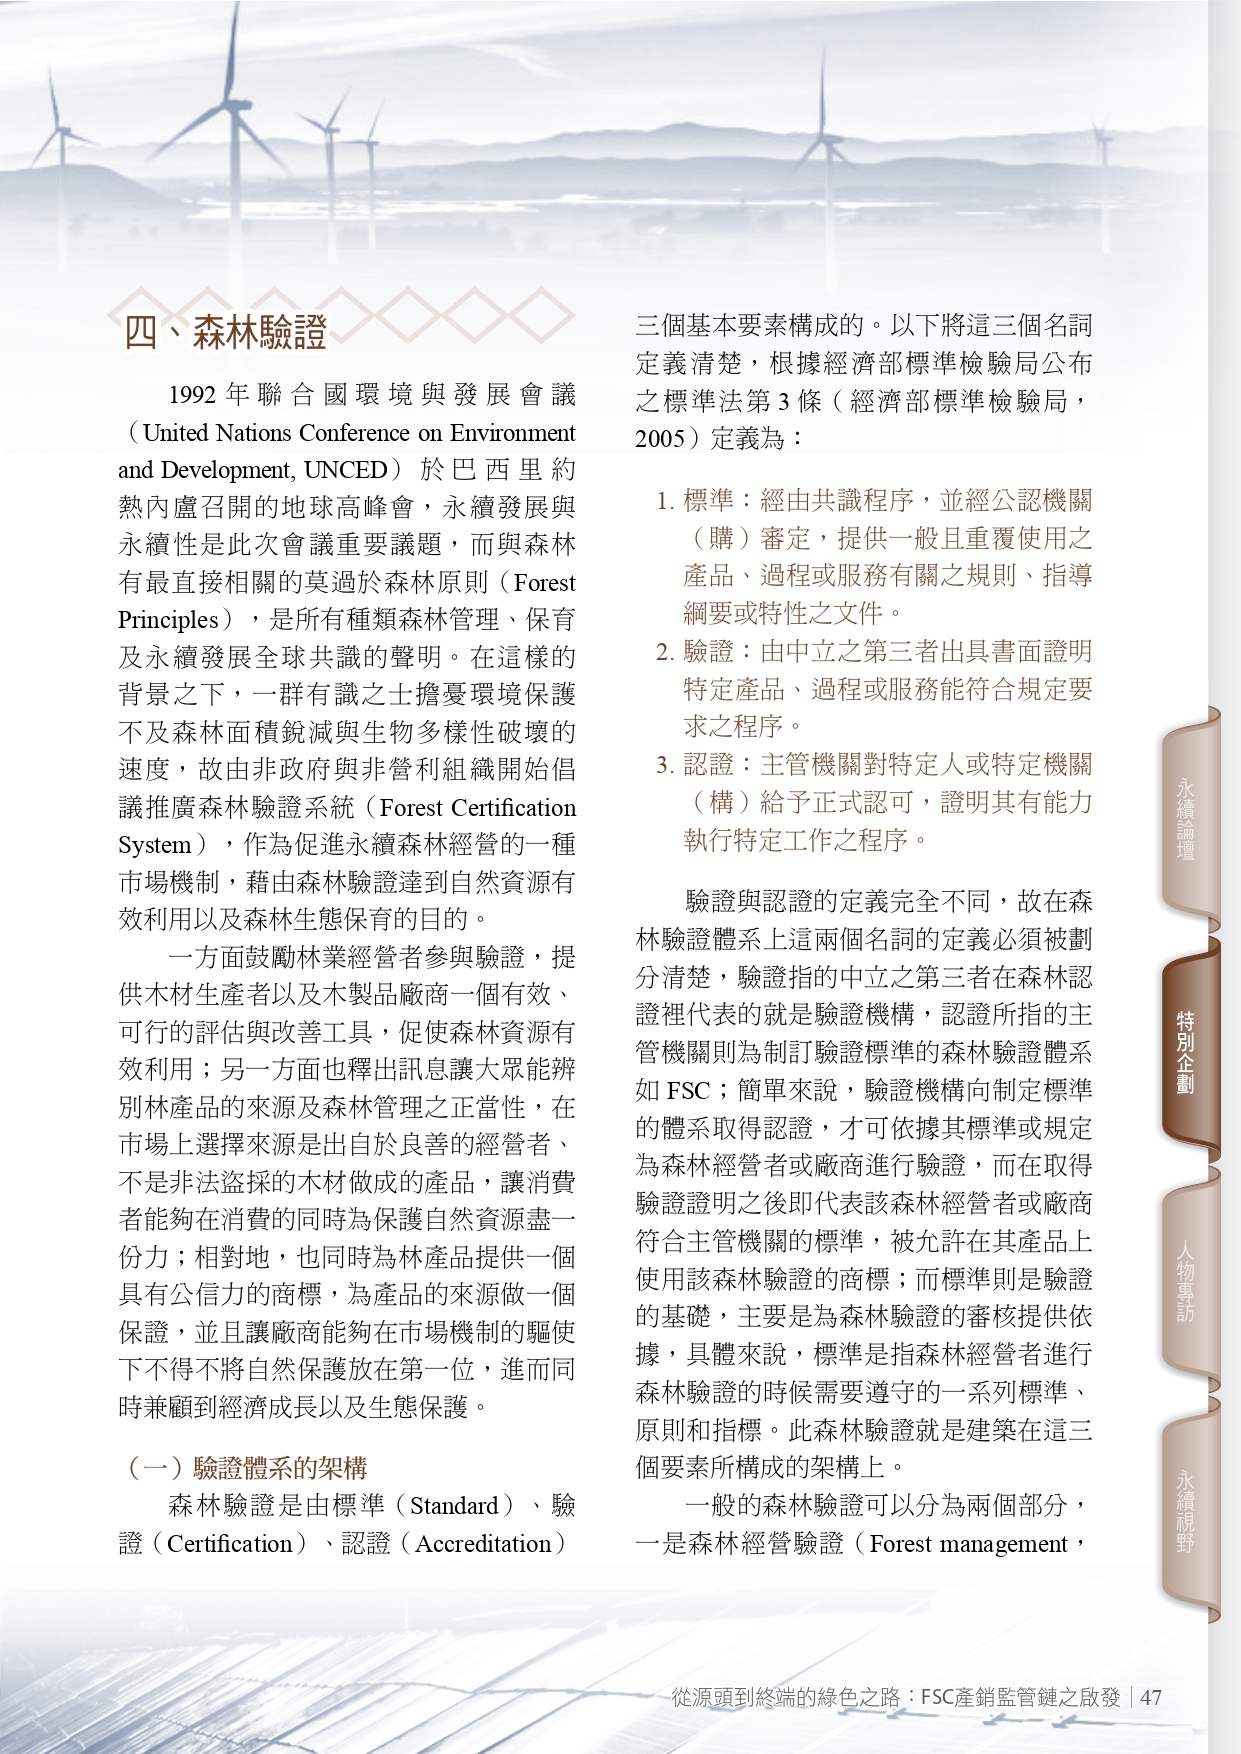 四、森林驗證
1992 年聯合國環境與發展會議
（United Nations Conference on Environment
and Development, UNCED）於巴西里約
熱內盧召開的地球高峰會，永續發展與
永續性是此次會議重要議題，而與森林
有最直接相關的莫過於森林原則（Forest
Principles），是所有種類森林管理、保育
及永續發展全球共識的聲明。在這樣的
背景之下，一群有識之士擔憂環境保護
不及森林面積銳減與生物多樣性破壞的
速度，故由非政府與非營利組織開始倡
議推廣森林驗證系統（Forest Certification
System），作為促進永續森林經營的一種
市場機制，藉由森林驗證達到自然資源有
效利用以及森林生態保育的目的。
一方面鼓勵林業經營者參與驗證，提
供木材生產者以及木製品廠商一個有效、
可行的評估與改善工具，促使森林資源有
效利用；另一方面也釋出訊息讓大眾能辨
別林產品的來源及森林管理之正當性，在
市場上選擇來源是出自於良善的經營者、
不是非法盜採的木材做成的產品，讓消費
者能夠在消費的同時為保護自然資源盡一
份力；相對地，也同時為林產品提供一個
具有公信力的商標，為產品的來源做一個
保證，並且讓廠商能夠在市場機制的驅使
下不得不將自然保護放在第一位，進而同
時兼顧到經濟成長以及生態保護。
（一）驗證體系的架構
森林驗證是由標準（Standard）、驗
證（Certification）、認證（Accreditation）
三個基本要素構成的。以下將這三個名詞
定義清楚，根據經濟部標準檢驗局公布
之標準法第 3 條（經濟部標準檢驗局，
2005）定義為：
1. 標準：經由共識程序，並經公認機關
（購）審定，提供一般且重覆使用之
產品、過程或服務有關之規則、指導
綱要或特性之文件。
2. 驗證：由中立之第三者出具書面證明
特定產品、過程或服務能符合規定要
求之程序。
3. 認證：主管機關對特定人或特定機關
（構）給予正式認可，證明其有能力
執行特定工作之程序。
驗證與認證的定義完全不同，故在森
林驗證體系上這兩個名詞的定義必須被劃
分清楚，驗證指的中立之第三者在森林認
證裡代表的就是驗證機構，認證所指的主
管機關則為制訂驗證標準的森林驗證體系
如 FSC；簡單來說，驗證機構向制定標準
的體系取得認證，才可依據其標準或規定
為森林經營者或廠商進行驗證，而在取得
驗證證明之後即代表該森林經營者或廠商
符合主管機關的標準，被允許在其產品上
使用該森林驗證的商標；而標準則是驗證
的基礎，主要是為森林驗證的審核提供依
據，具體來說，標準是指森林經營者進行
森林驗證的時候需要遵守的一系列標準、
原則和指標。此森林驗證就是建築在這三
個要素所構成的架構上。
一般的森林驗證可以分為兩個部分，
一是森林經營驗證（Forest management，
永續論壇
特別企劃
人物專訪
永續視野
從源頭到終端的綠色之路：FSC產銷監管鏈之啟發｜47